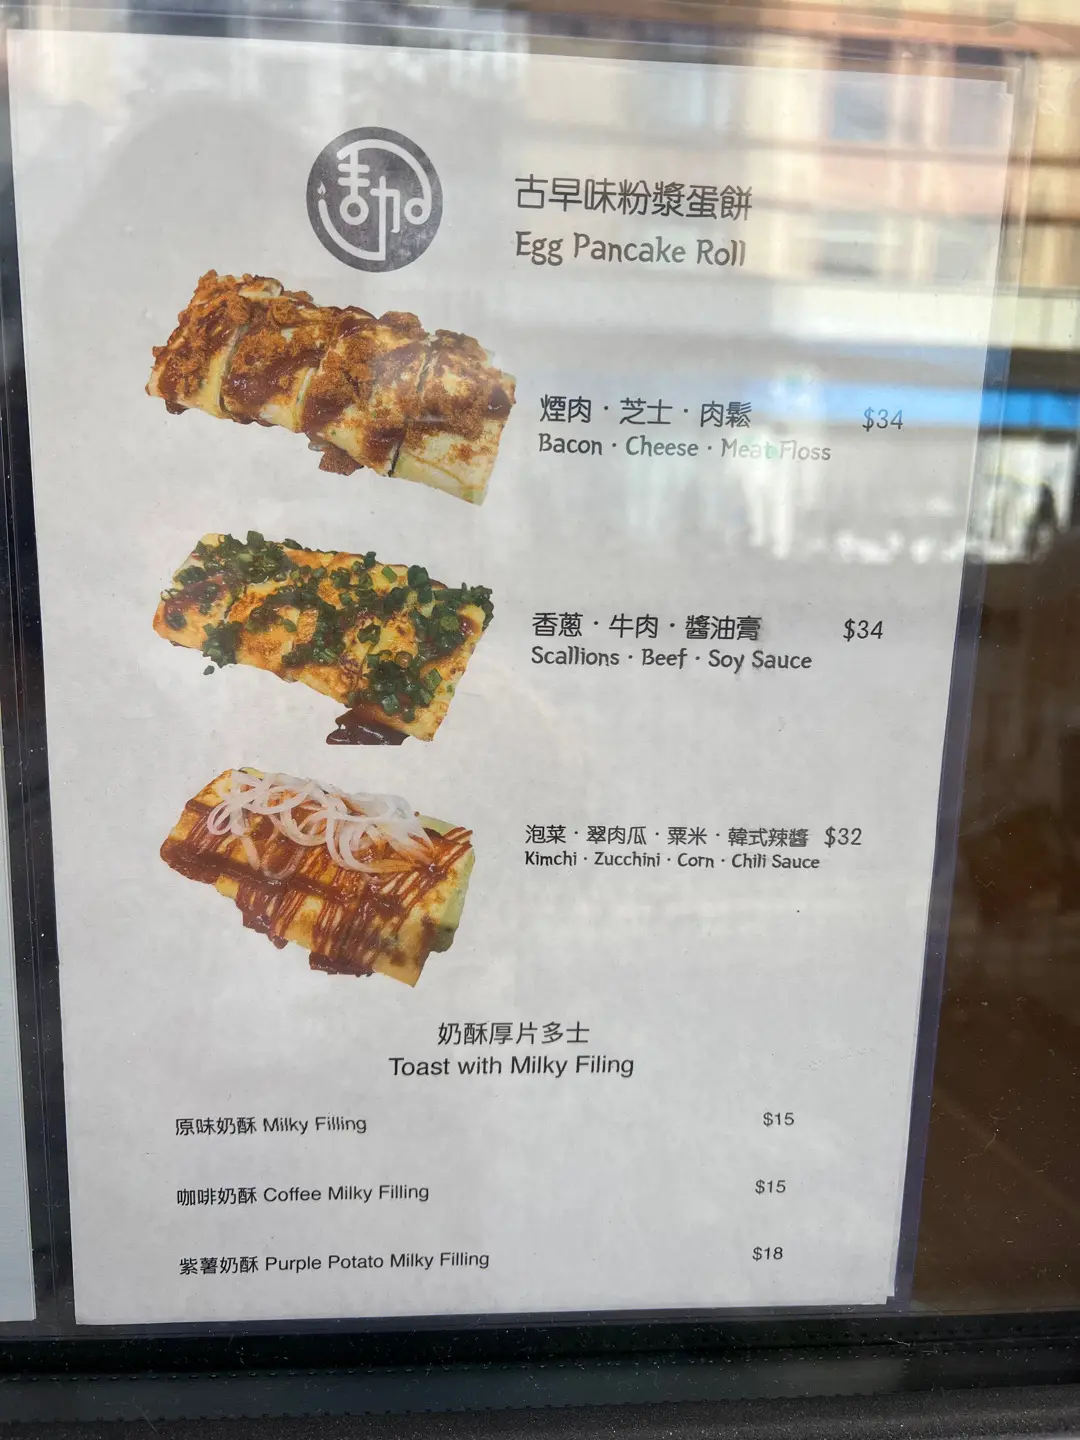 古早味粉漿蛋餅
Egg Pancake Roll
煙肉・芝士・肉鬆 $34
Bacon · Cheese · Meat Floss
香蔥・牛肉・醬油膏 $34
Scallions · Beef · Soy Sauce
泡菜・翠肉瓜・粟米・韓式辣醬 $32
Kimchi · Zucchini · Corn · Chili Sauce
奶酥厚片多士
Toast with Milky Filing
原味奶酥 Milky Filling $15
咖啡奶酥 Coffee Milky Filling $15
紫薯奶酥 Purple Potato Milky Filling $18